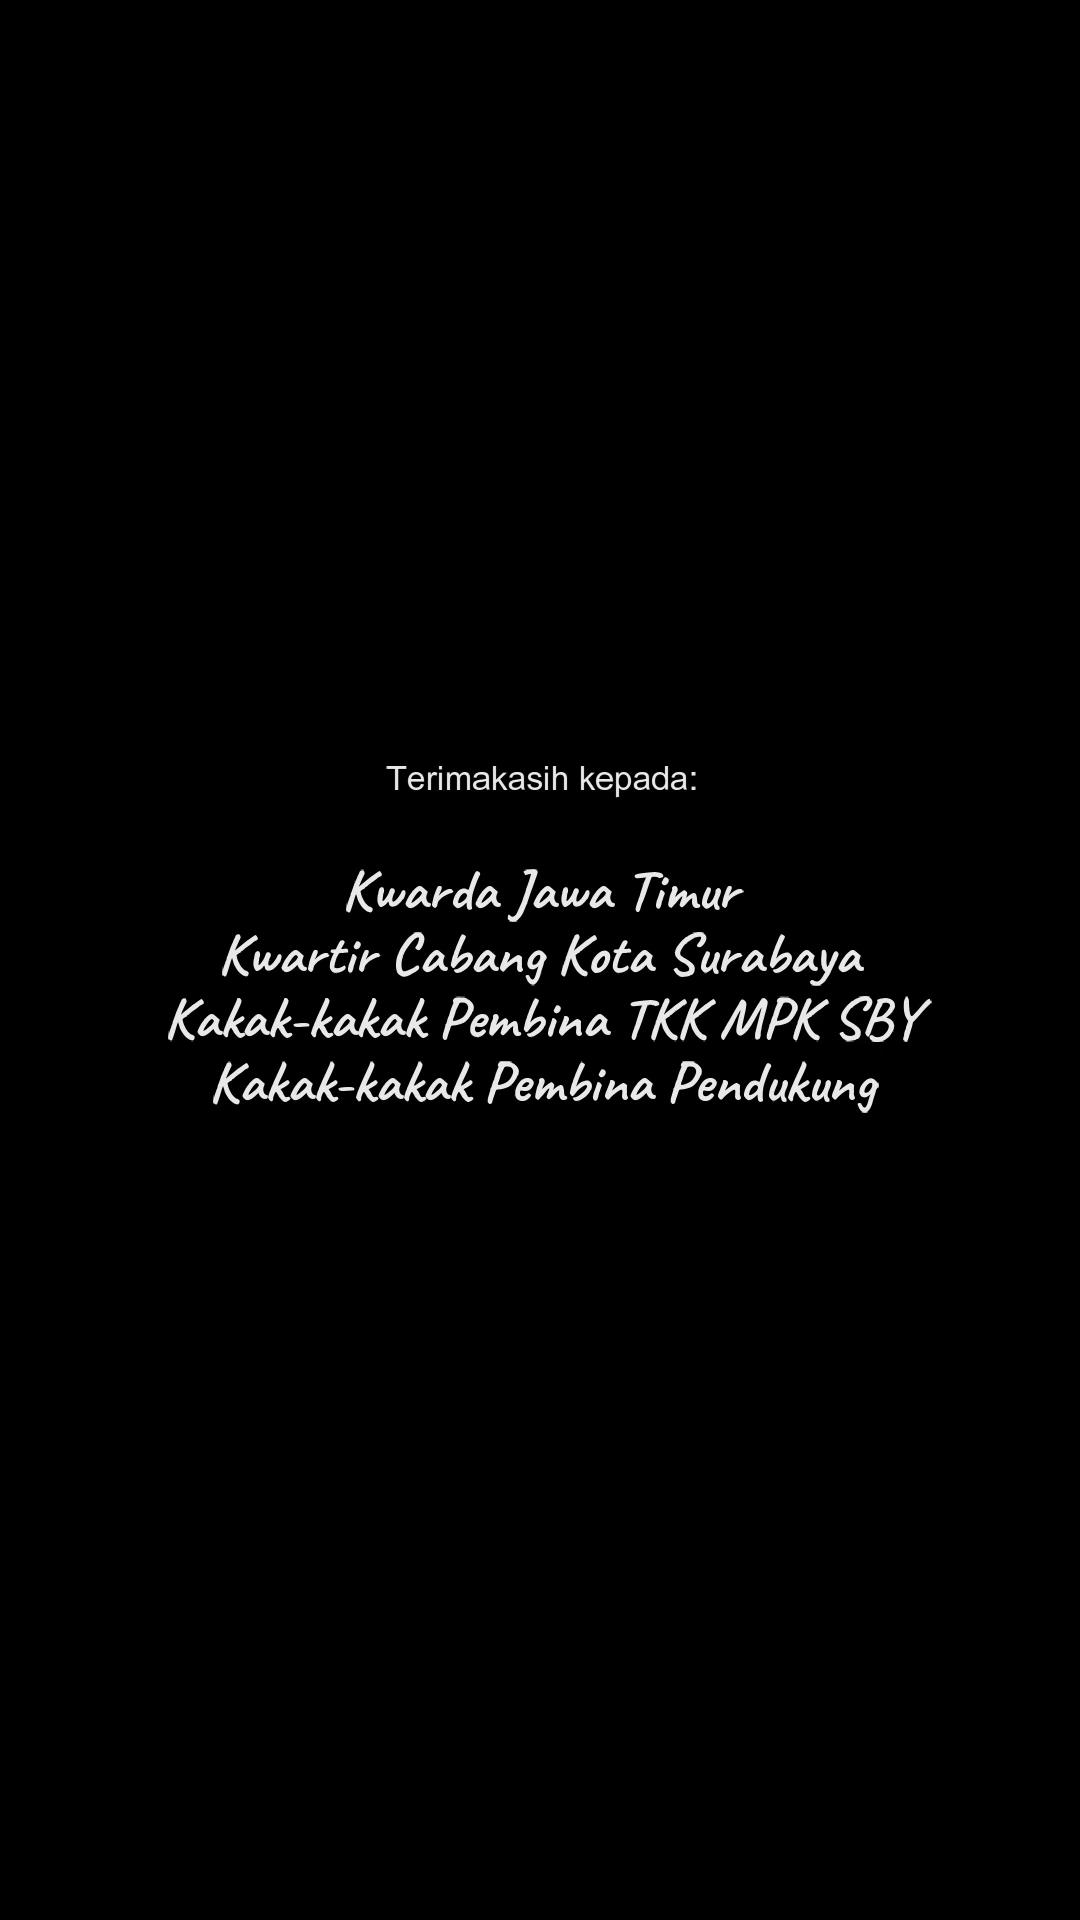 Terimakasih kepada:
Kwarda Jawa Timur
Kwartir Cabang Kota Surabaya
Kakak-kakak Pembina TKK MPK SBY
Kakak-kakak Pembina Pendukung